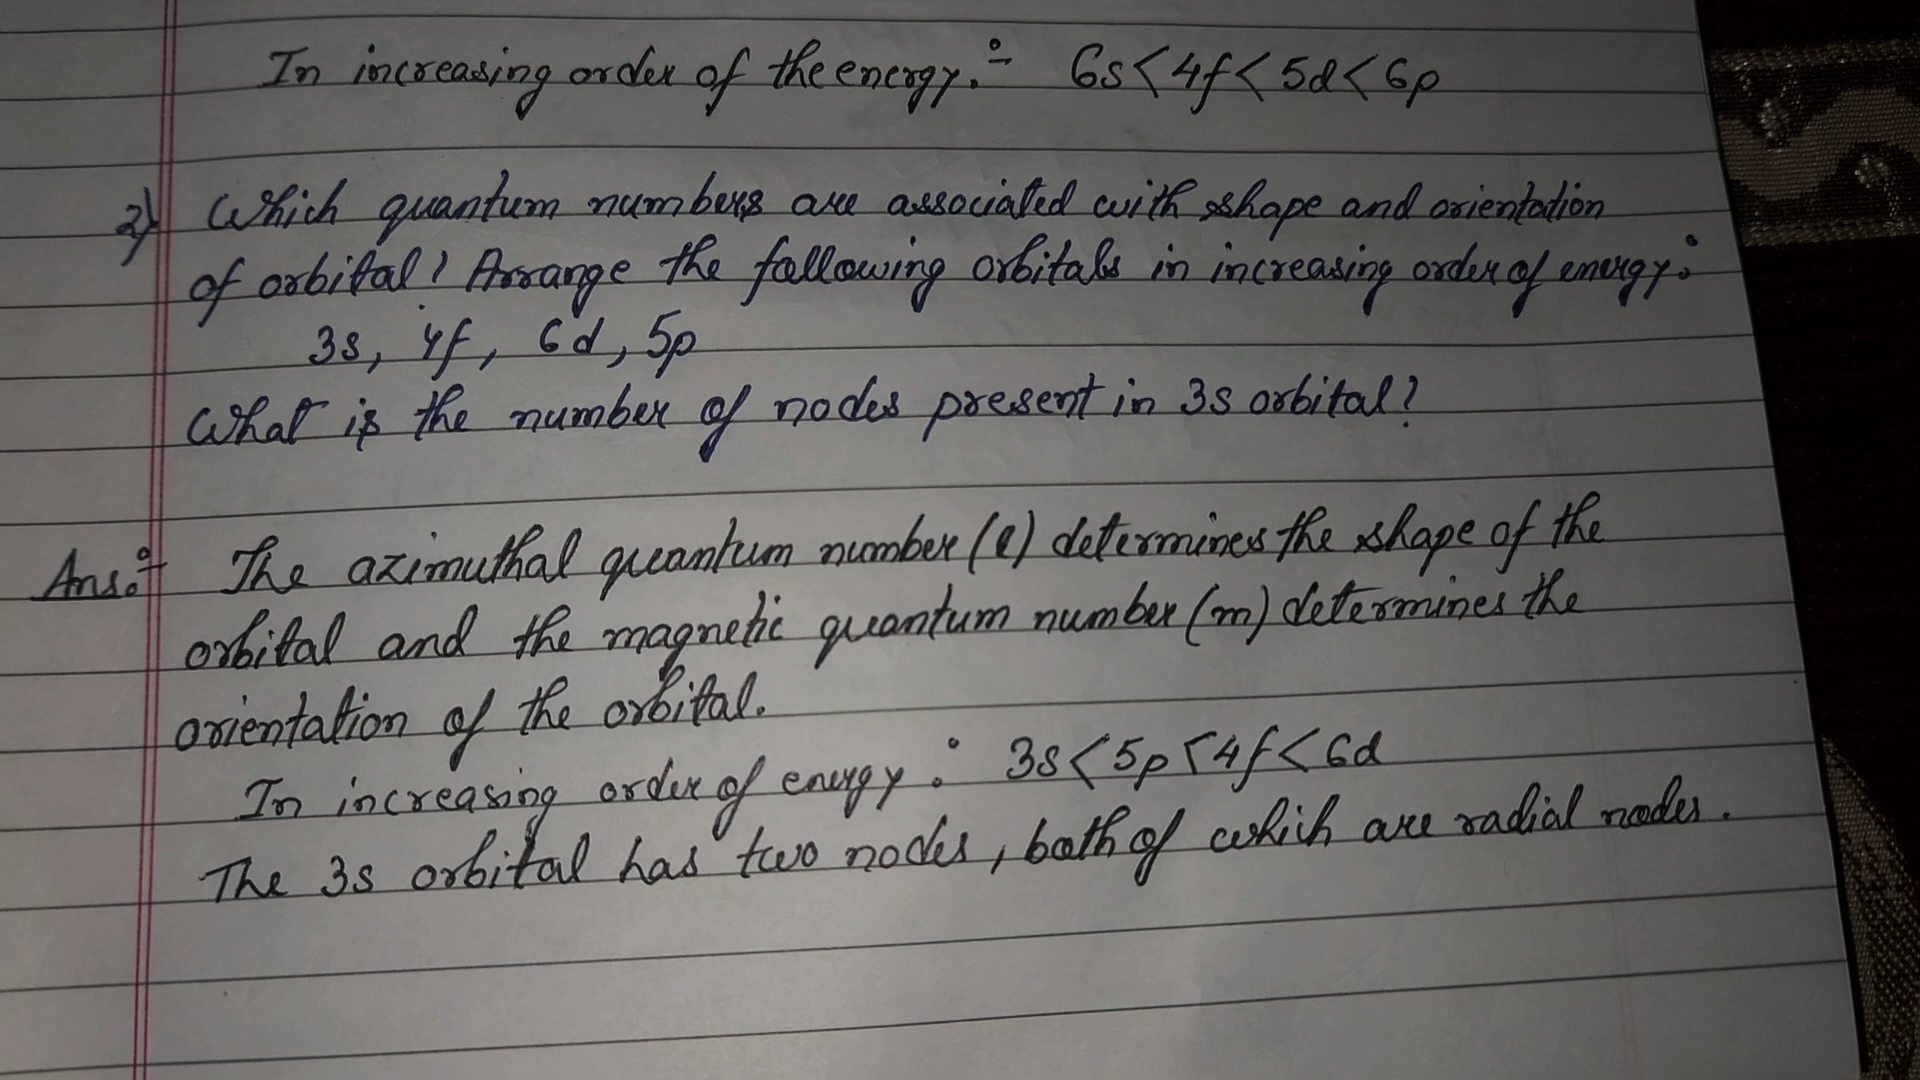 In increasing order of the energy :- 6s < 4f < 5d < 6p
2) Which quantum numbers are associated with shape and orientation
of orbital? Arrange the following orbitals in increasing order of energy:
3s, 4f, 6d, 5p
What is the number of nodes present in 3s orbital?
Ans:- The azimuthal quantum number (l) determines the shape of the
orbital and the magnetic quantum number (m) determines the
orientation of the orbital.
In increasing order of energy : 3s < 5p < 4f < 6d
The 3s orbital has two nodes, both of which are radial nodes.